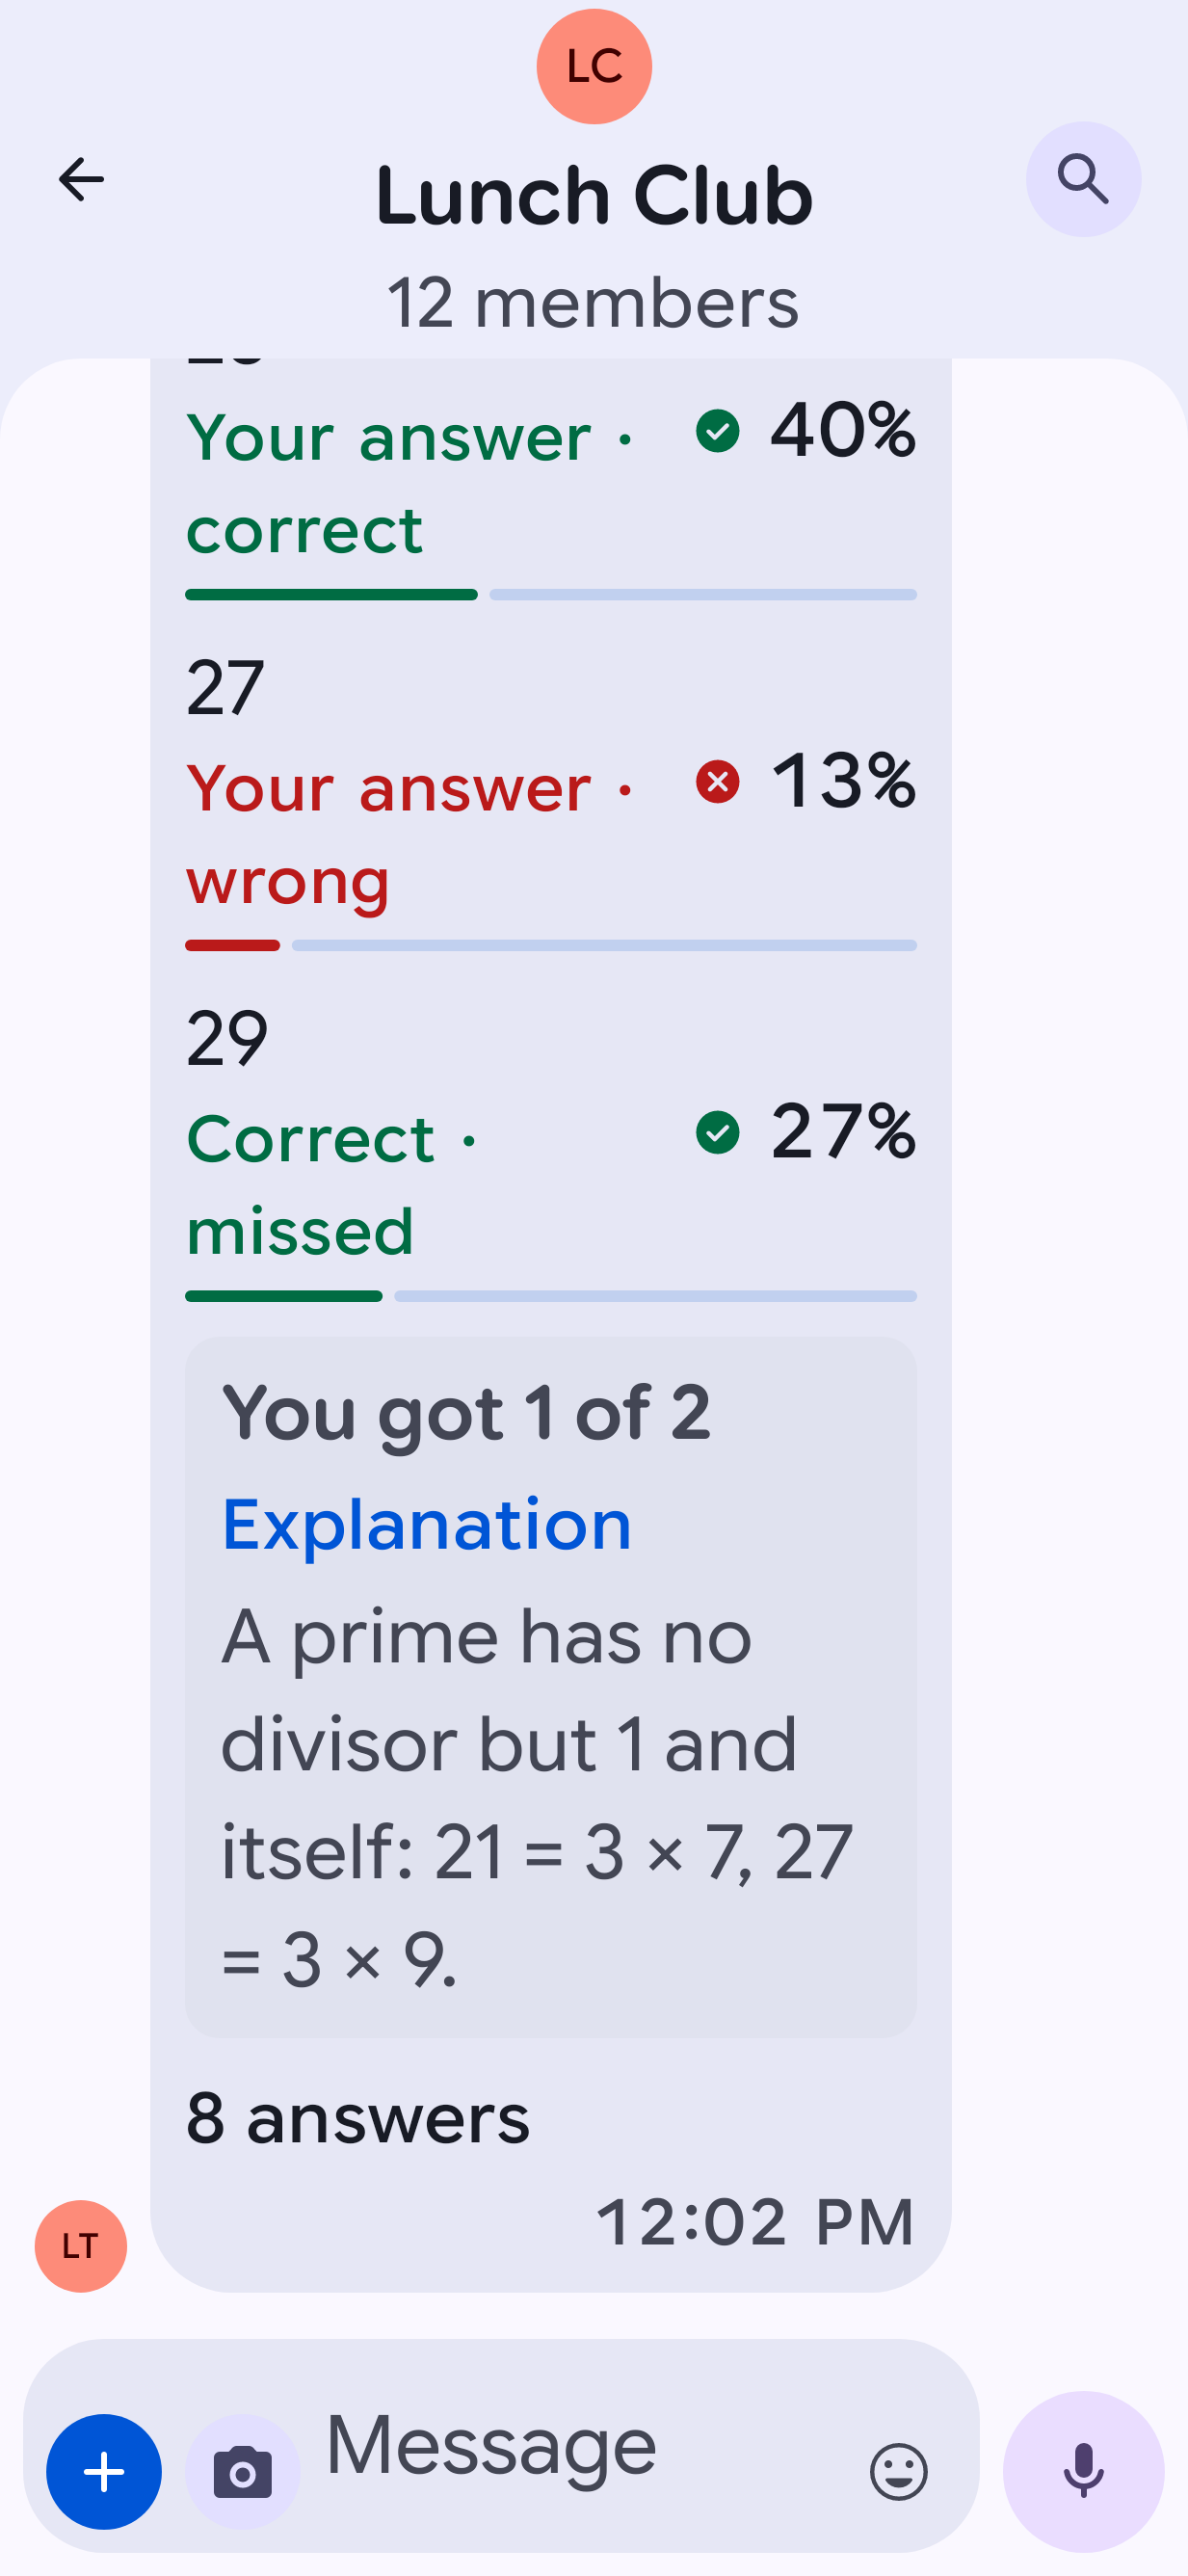 LC
Lunch Club
12 members
Your answer ·
40%
correct
27
Your answer ·
13%
wrong
29
Correct ·
27%
missed
You got 1 of 2
Explanation
A prime has no
divisor but 1 and
itself: 21 = 3 × 7, 27
= 3 × 9.
8 answers
12:02 PM
LT
Message